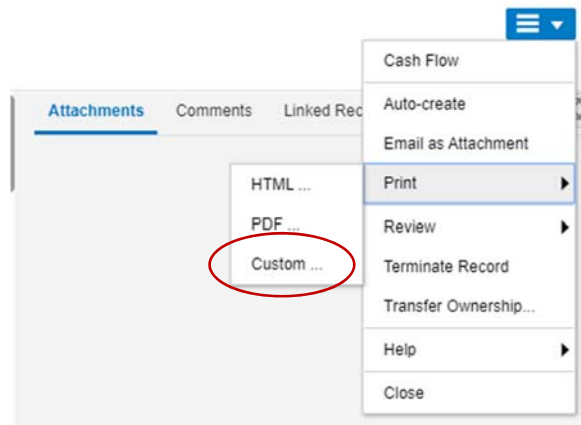 Cash Flow
Attachments Comments Linked Rec
Auto-create
Email as Attachment
HTML ...
Print
PDF ...
Review
Custom ...
Terminate Record
Transfer Ownership...
Help
Close